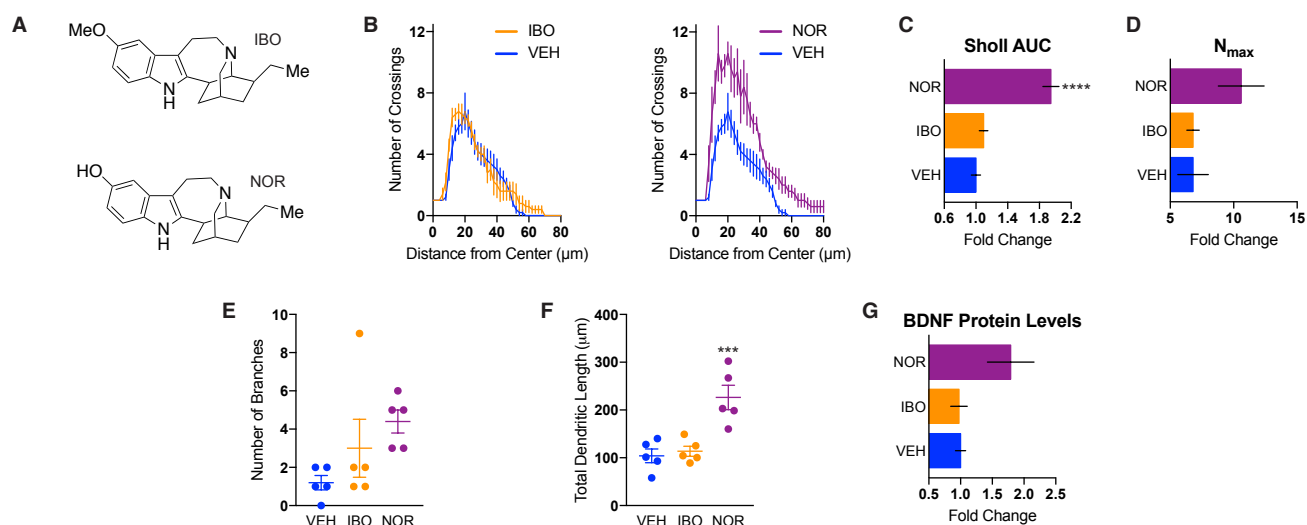 A
MeO
IBO
N
Me
N
H
HO
NOR
N
Me
N
H
B
IBO
VEH
Number of Crossings
12
8
4
0
0 20 40 60 80
Distance from Center (µm)
NOR
VEH
Number of Crossings
12
8
4
0
0 20 40 60 80
Distance from Center (µm)
C
Sholl AUC
NOR
****
IBO
VEH
0.6 1.0 1.4 1.8 2.2
Fold Change
D
Nmax
NOR
IBO
VEH
5 10 15
Fold Change
E
Number of Branches
10
8
6
4
2
0
VEH IBO NOR
F
Total Dendritic Length (µm)
400
300
200
100
0
***
VEH IBO NOR
G
BDNF Protein Levels
NOR
IBO
VEH
0.5 1.0 1.5 2.0 2.5
Fold Change